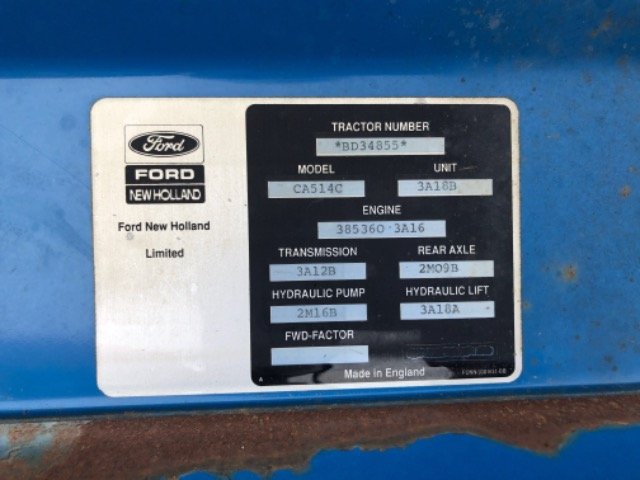 Ford
FORD
NEW HOLLAND
Ford New Holland
Limited
TRACTOR NUMBER
*BD34855*
MODEL
UNIT
CA514C
3A18B
ENGINE
385360 3A16
TRANSMISSION
REAR AXLE
3A12B
2M09B
HYDRAULIC PUMP
HYDRAULIC LIFT
2M16B
3A18A
FWD-FACTOR
A
Made in England